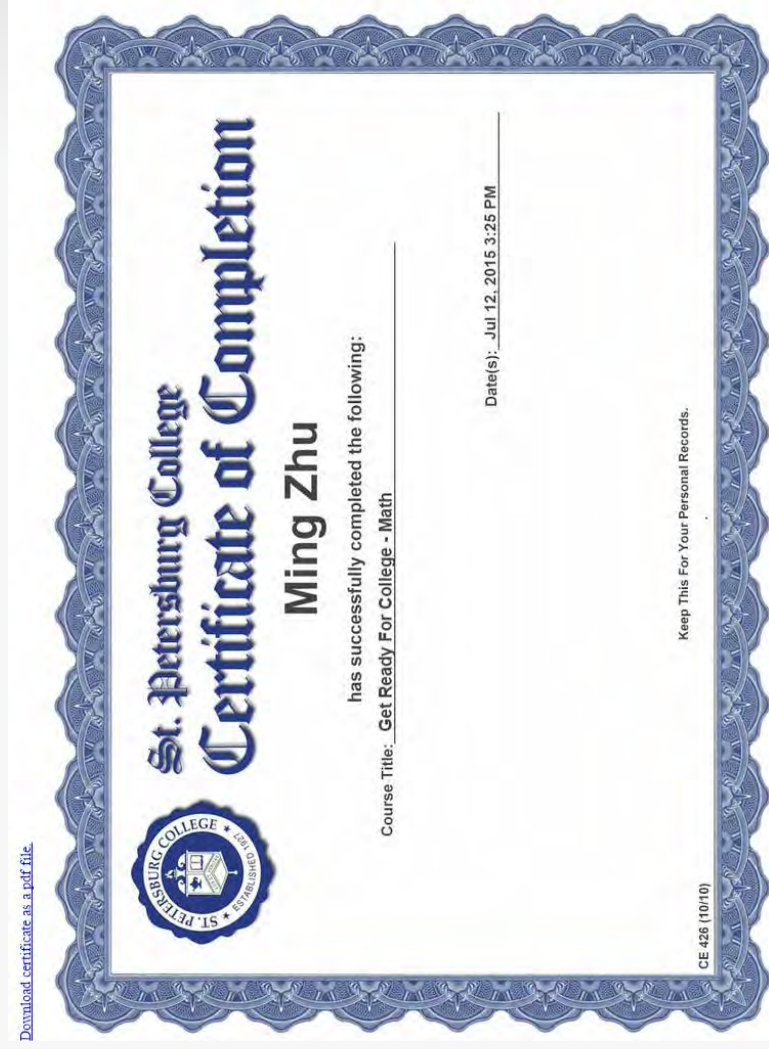 Download certificate as a pdf file.
St. Petersburg College
Certificate of Completion
Ming Zhu
has successfully completed the following:
Course Title: Get Ready For College - Math
Date(s): Jul 12, 2015 3:25 PM
Keep This For Your Personal Records.
CE 426 (10/10)
ST. PETERSBURG COLLEGE
ESTABLISHED 1927